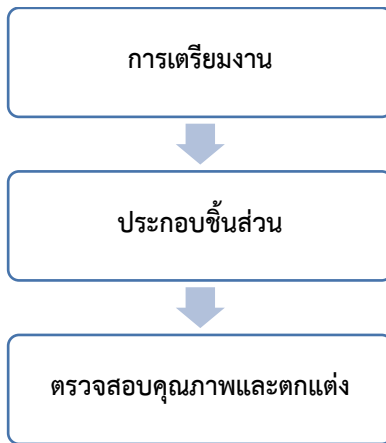 การเตรียมงาน
ประกอบชิ้นส่วน
ตรวจสอบคุณภาพและตกแต่ง